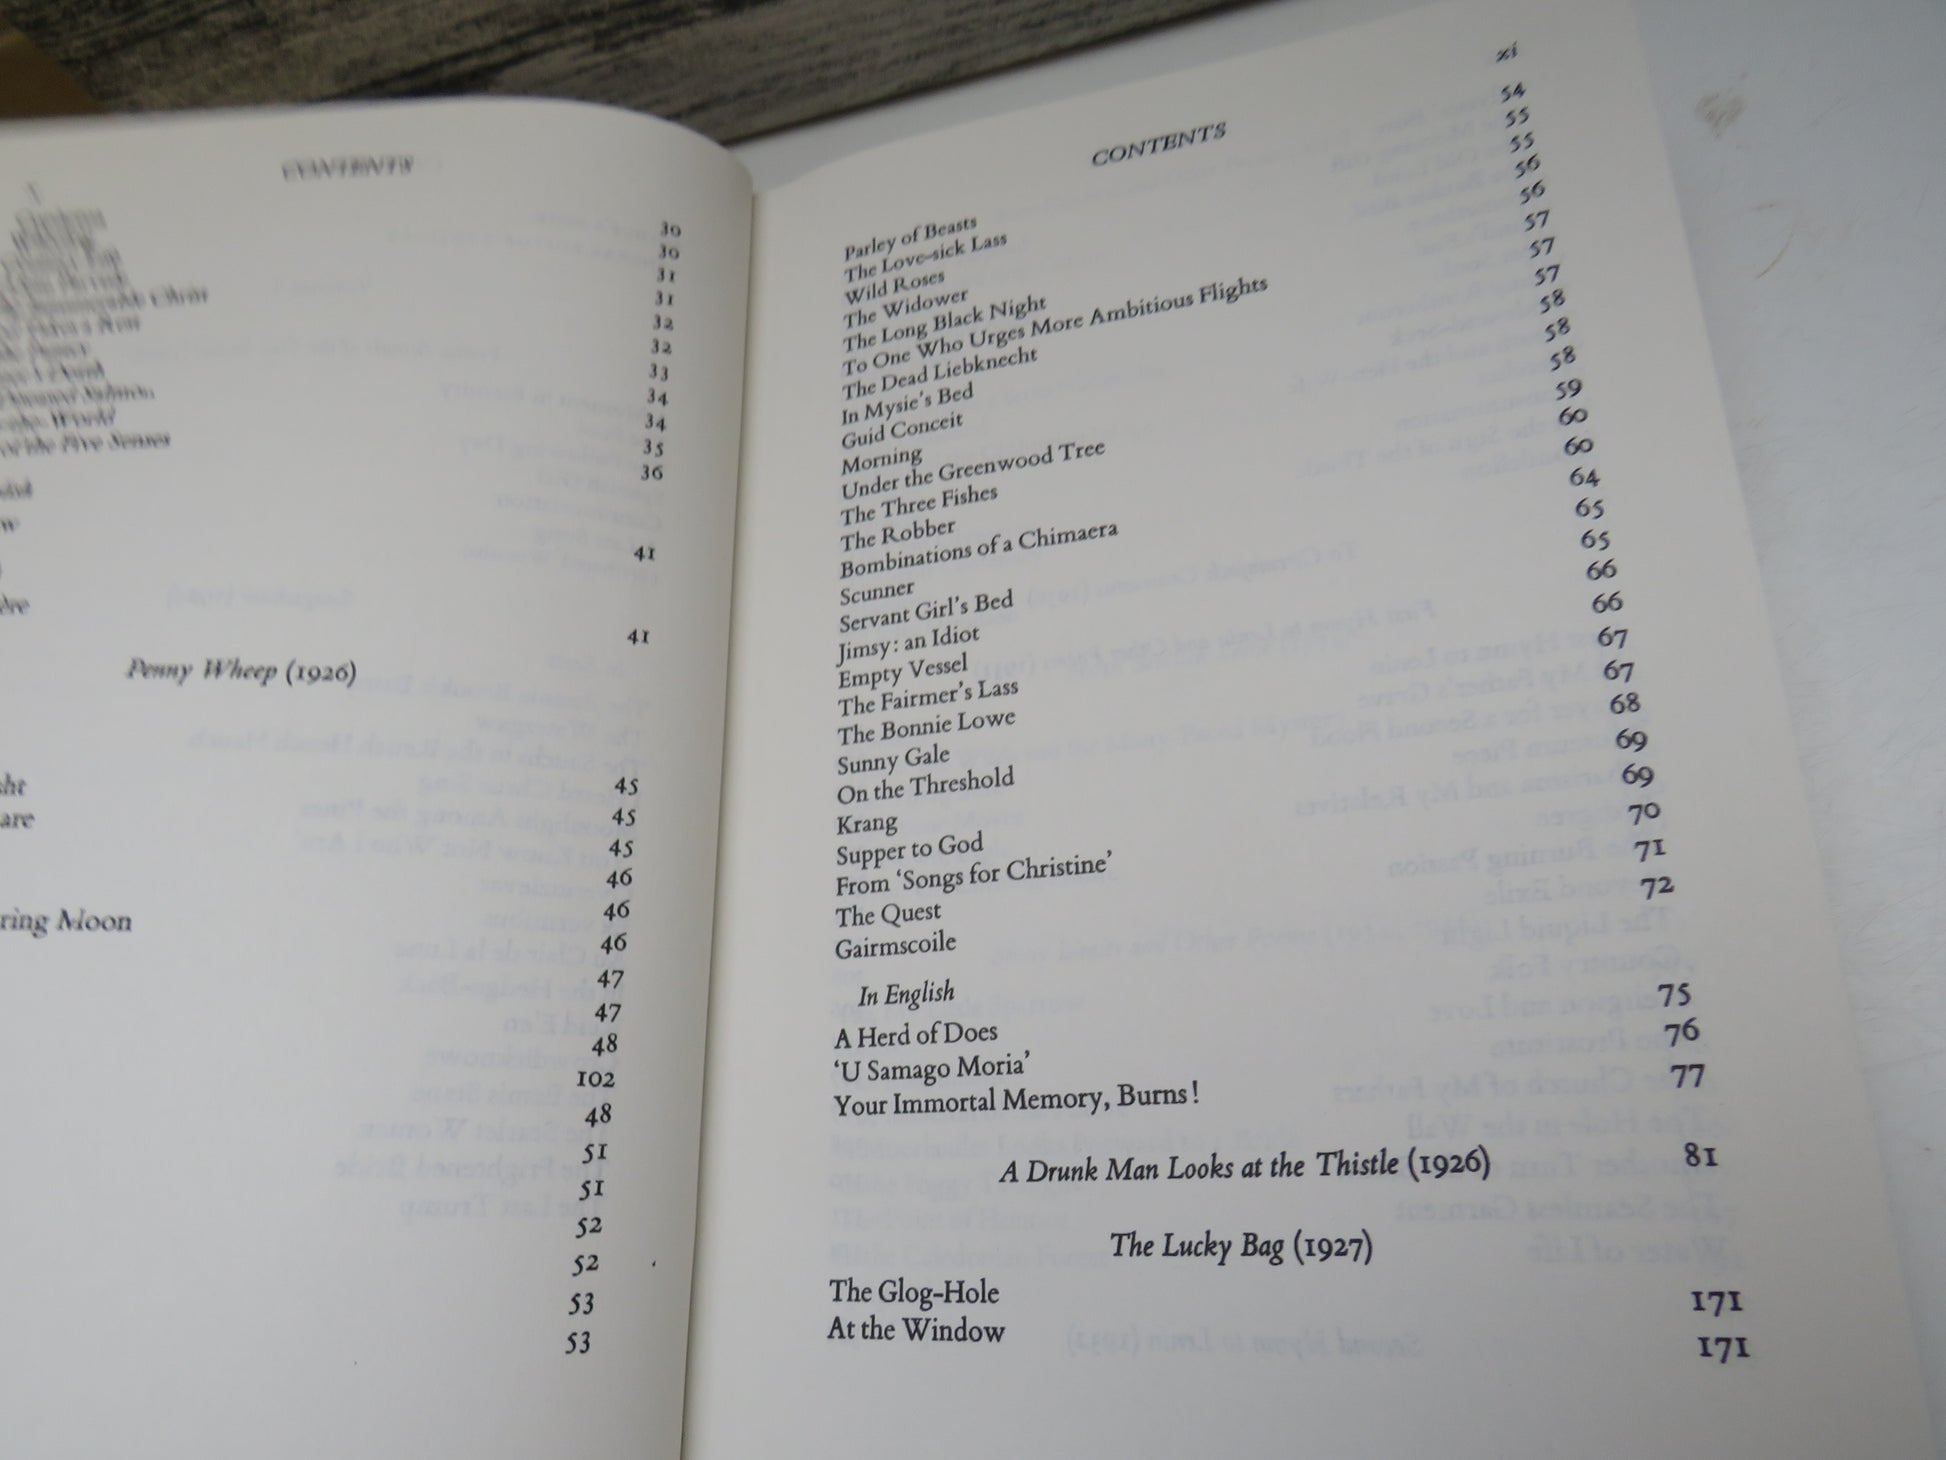 CONTENTS
30
30
31
31
32
32
33
34
34
35
of the Five Senses 36
41
41
Penny Wheep (1926)
45
45
45
46
46
46
ring Moon
47
47
48
102
48
51
51
52
52
53
53
CONTENTS xi
Parley of Beasts 54
The Love-sick Lass 55
Wild Roses 55
The Widower 56
The Long Black Night 56
To One Who Urges More Ambitious Flights 57
The Dead Liebknecht 57
In Mysie's Bed 57
Guid Conceit 58
Morning 58
Under the Greenwood Tree 58
The Three Fishes 59
The Robber 60
Bombinations of a Chimaera 60
Scunner 64
Servant Girl's Bed 65
Jimsy: an Idiot 65
Empty Vessel 66
The Fairmer's Lass 66
The Bonnie Lowe 67
Sunny Gale 67
On the Threshold 68
Krang 69
Supper to God 69
From ‘Songs for Christine’ 70
The Quest 71
Gairmscoile 72
In English
A Herd of Does 75
‘U Samago Moria’ 76
Your Immortal Memory, Burns! 77
A Drunk Man Looks at the Thistle (1926) 81
The Lucky Bag (1927)
The Glog-Hole 171
At the Window 171